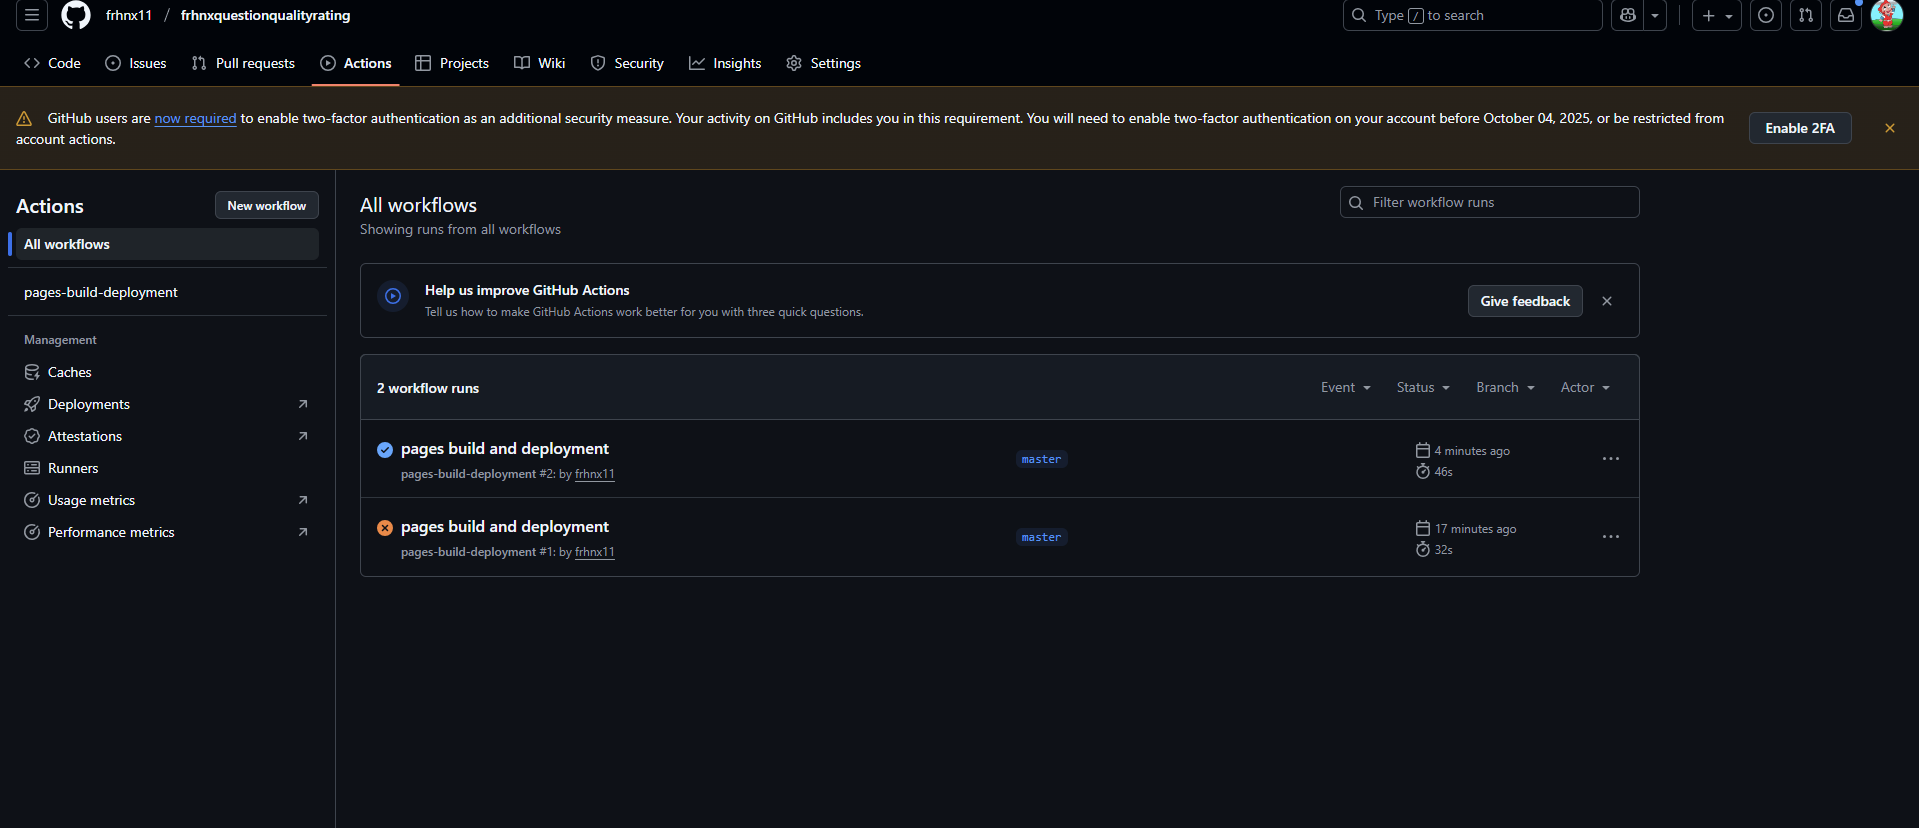 frhnx11 / frhnxquestionqualityrating
Type / to search
Code
Issues
Pull requests
Actions
Projects
Wiki
Security
Insights
Settings
GitHub users are now required to enable two-factor authentication as an additional security measure. Your activity on GitHub includes you in this requirement. You will need to enable two-factor authentication on your account before October 04, 2025, or be restricted from
account actions.
Enable 2FA
Actions
New workflow
All workflows
pages-build-deployment
Management
Caches
Deployments
Attestations
Runners
Usage metrics
Performance metrics
All workflows
Showing runs from all workflows
Filter workflow runs
Help us improve GitHub Actions
Tell us how to make GitHub Actions work better for you with three quick questions.
Give feedback
2 workflow runs
Event
Status
Branch
Actor
pages build and deployment
pages-build-deployment #2: by frhnx11
master
4 minutes ago
46s
pages build and deployment
pages-build-deployment #1: by frhnx11
master
17 minutes ago
32s